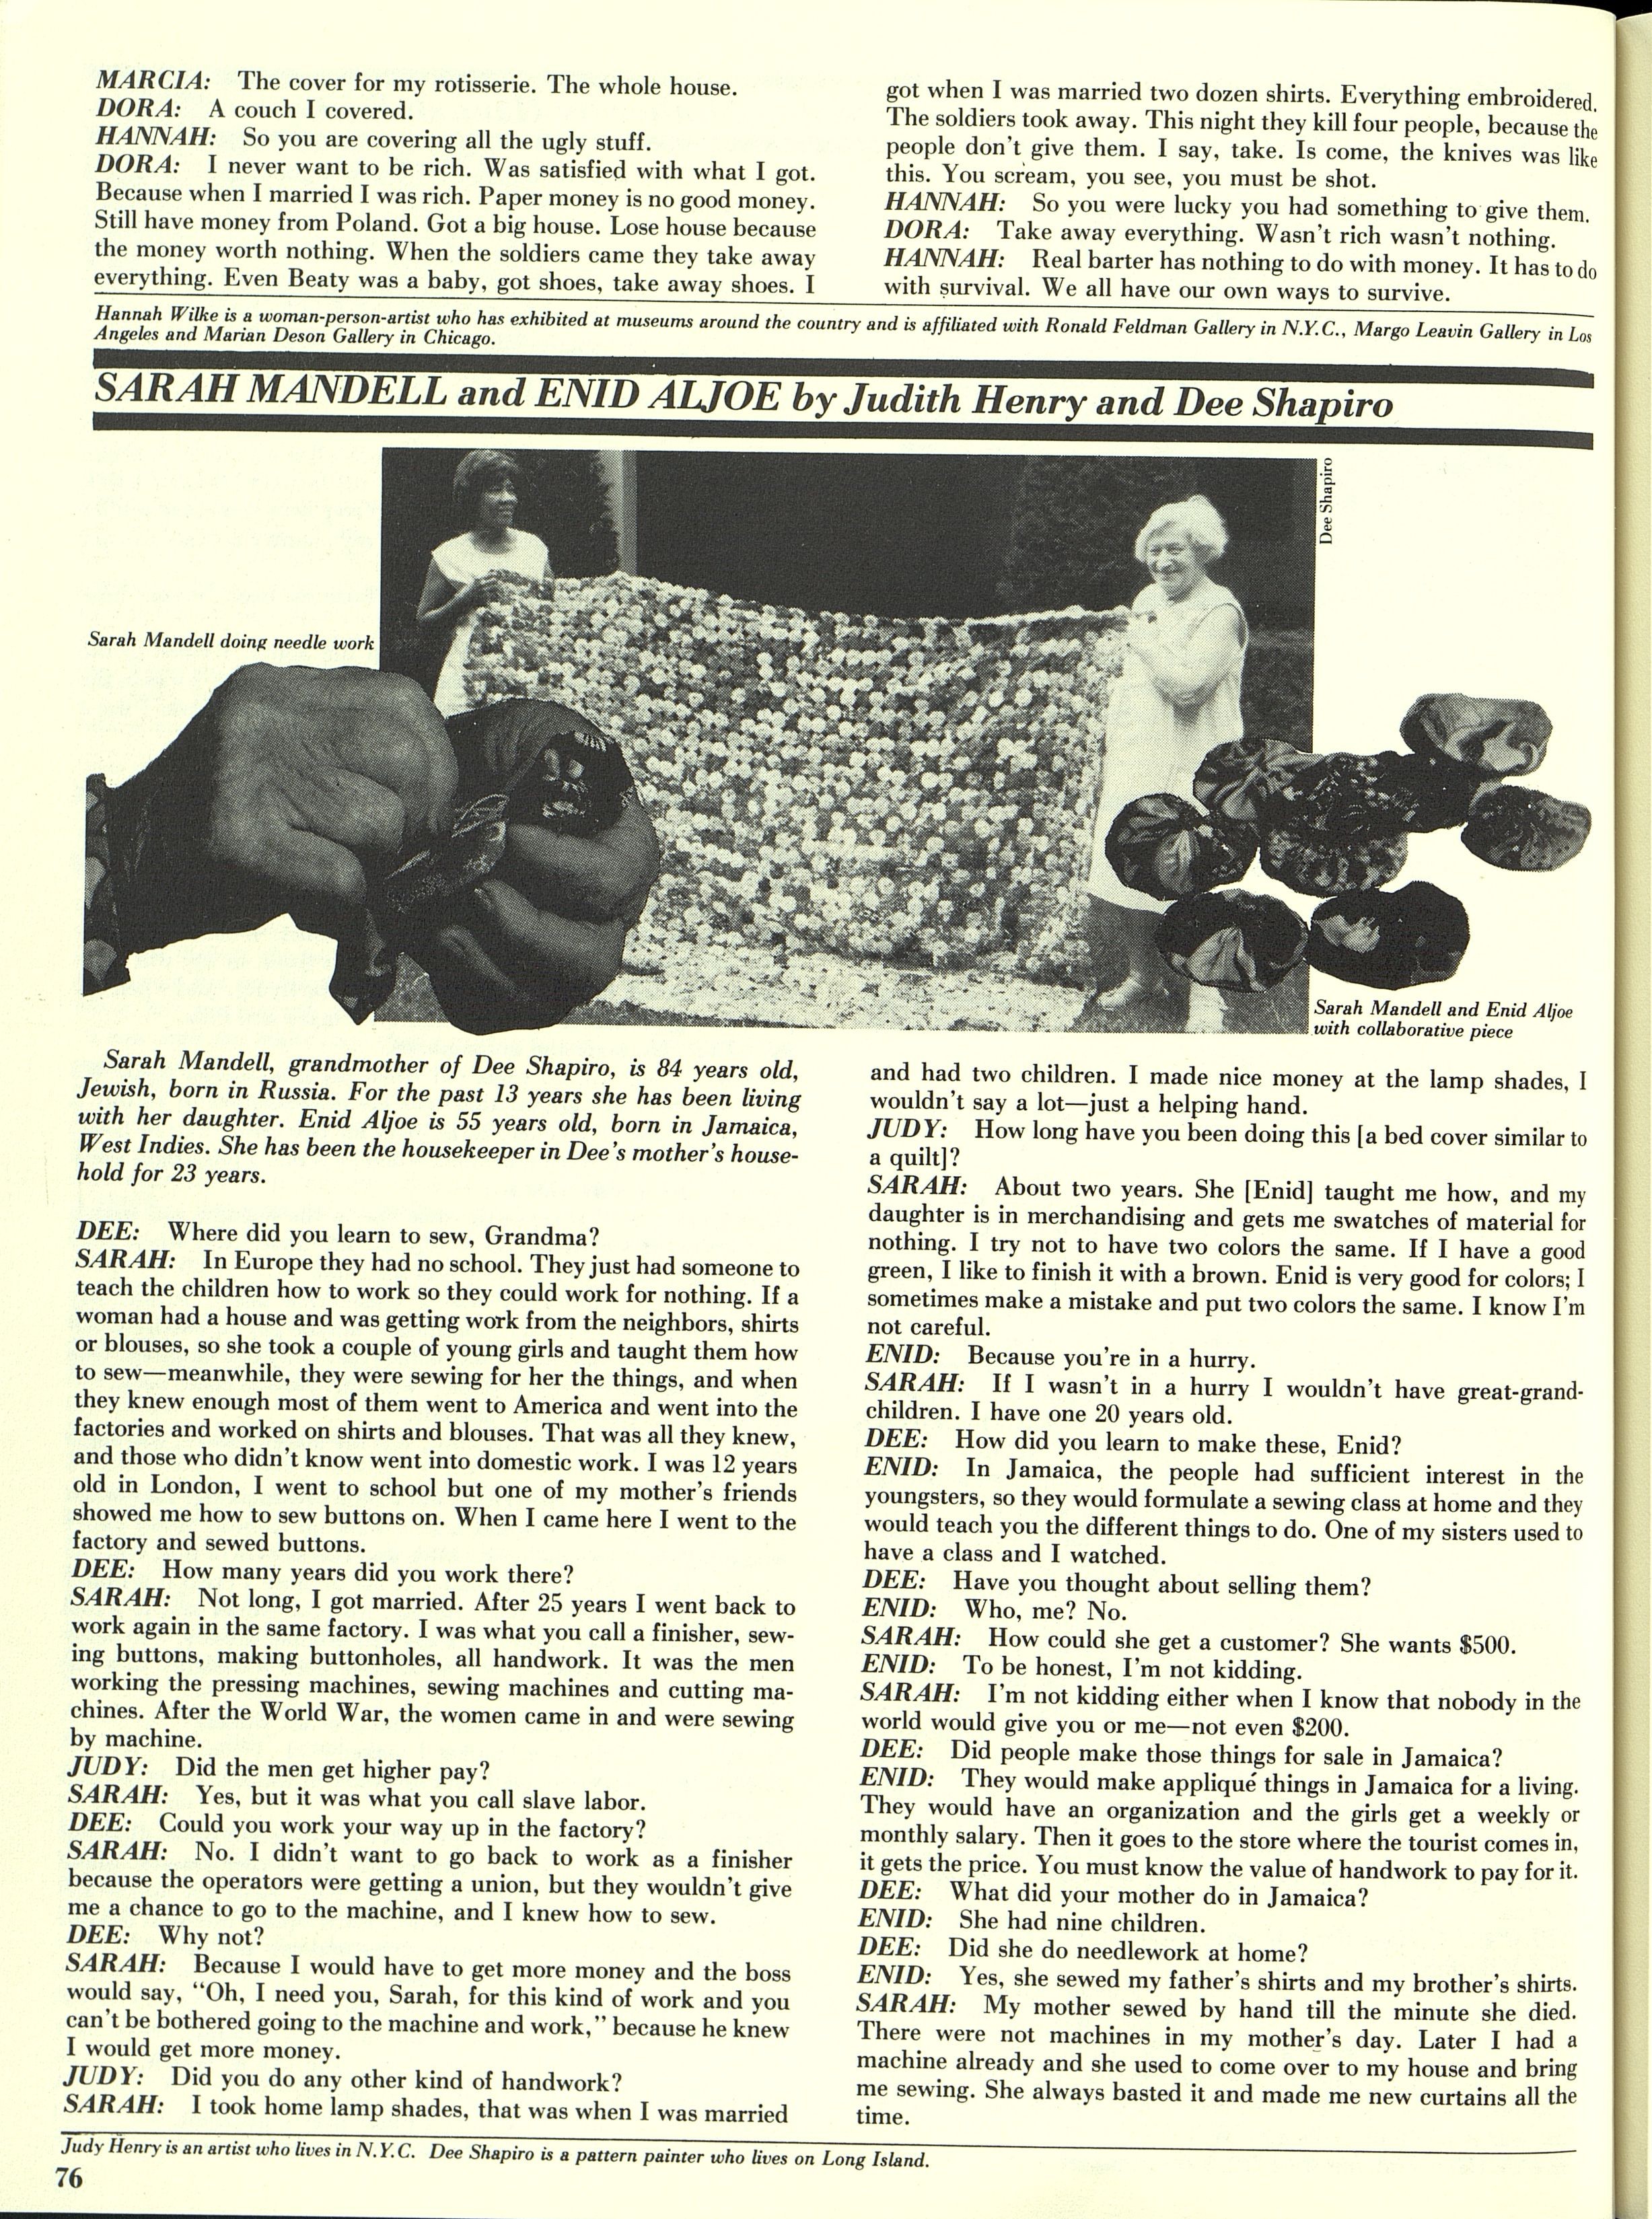 MARCIA: The cover for my rotisserie. The whole house.
DORA: A couch I covered.
HANNAH: So you are covering all the ugly stuff.
DORA: I never want to be rich. Was satisfied with what I got.
Because when I married I was rich. Paper money is no good money.
Still have money from Poland. Got a big house. Lose house because
the money worth nothing. When the soldiers came they take away
everything. Even Beaty was a baby, got shoes, take away shoes. I
got when I was married two dozen shirts. Everything embroidered.
The soldiers took away. This night they kill four people, because the
people don't give them. I say, take. Is come, the knives was like
this. You scream, you see, you must be shot.
HANNAH: So you were lucky you had something to give them.
DORA: Take away everything. Wasn't rich wasn't nothing.
HANNAH: Real barter has nothing to do with money. It has to do
with survival. We all have our own ways to survive.
Hannah Wilke is a woman-person-artist who has exhibited at museums around the country and is affiliated with Ronald Feldman Gallery in N.Y.C., Margo Leavin Gallery in Los
Angeles and Marian Deson Gallery in Chicago.
SARAH MANDELL and ENID ALJOE by Judith Henry and Dee Shapiro
Dee Shapiro
Sarah Mandell doing needle work
Sarah Mandell and Enid Aljoe
with collaborative piece
Sarah Mandell, grandmother of Dee Shapiro, is 84 years old,
Jewish, born in Russia. For the past 13 years she has been living
with her daughter. Enid Aljoe is 55 years old, born in Jamaica,
West Indies. She has been the housekeeper in Dee's mother's house-
hold for 23 years.
DEE: Where did you learn to sew, Grandma?
SARAH: In Europe they had no school. They just had someone to
teach the children how to work so they could work for nothing. If a
woman had a house and was getting work from the neighbors, shirts
or blouses, so she took a couple of young girls and taught them how
to sew—meanwhile, they were sewing for her the things, and when
they knew enough most of them went to America and went into the
factories and worked on shirts and blouses. That was all they knew,
and those who didn't know went into domestic work. I was 12 years
old in London, I went to school but one of my mother's friends
showed me how to sew buttons on. When I came here I went to the
factory and sewed buttons.
DEE: How many years did you work there?
SARAH: Not long, I got married. After 25 years I went back to
work again in the same factory. I was what you call a finisher, sew-
ing buttons, making buttonholes, all handwork. It was the men
working the pressing machines, sewing machines and cutting ma-
chines. After the World War, the women came in and were sewing
by machine.
JUDY: Did the men get higher pay?
SARAH: Yes, but it was what you call slave labor.
DEE: Could you work your way up in the factory?
SARAH: No. I didn't want to go back to work as a finisher
because the operators were getting a union, but they wouldn't give
me a chance to go to the machine, and I knew how to sew.
DEE: Why not?
SARAH: Because I would have to get more money and the boss
would say, "Oh, I need you, Sarah, for this kind of work and you
can't be bothered going to the machine and work," because he knew
I would get more money.
JUDY: Did you do any other kind of handwork?
SARAH: I took home lamp shades, that was when I was married
and had two children. I made nice money at the lamp shades, I
wouldn't say a lot—just a helping hand.
JUDY: How long have you been doing this [a bed cover similar to
a quilt]?
SARAH: About two years. She [Enid] taught me how, and my
daughter is in merchandising and gets me swatches of material for
nothing. I try not to have two colors the same. If I have a good
green, I like to finish it with a brown. Enid is very good for colors; I
sometimes make a mistake and put two colors the same. I know I'm
not careful.
ENID: Because you're in a hurry.
SARAH: If I wasn't in a hurry I wouldn't have great-grand-
children. I have one 20 years old.
DEE: How did you learn to make these, Enid?
ENID: In Jamaica, the people had sufficient interest in the
youngsters, so they would formulate a sewing class at home and they
would teach you the different things to do. One of my sisters used to
have a class and I watched.
DEE: Have you thought about selling them?
ENID: Who, me? No.
SARAH: How could she get a customer? She wants $500.
ENID: To be honest, I'm not kidding.
SARAH: I'm not kidding either when I know that nobody in the
world would give you or me—not even $200.
DEE: Did people make those things for sale in Jamaica?
ENID: They would make appliqué things in Jamaica for a living.
They would have an organization and the girls get a weekly or
monthly salary. Then it goes to the store where the tourist comes in,
it gets the price. You must know the value of handwork to pay for it.
DEE: What did your mother do in Jamaica?
ENID: She had nine children.
DEE: Did she do needlework at home?
ENID: Yes, she sewed my father's shirts and my brother's shirts.
SARAH: My mother sewed by hand till the minute she died.
There were not machines in my mother's day. Later I had a
machine already and she used to come over to my house and bring
me sewing. She always basted it and made me new curtains all the
time.
Judy Henry is an artist who lives in N.Y.C. Dee Shapiro is a pattern painter who lives on Long Island.
76